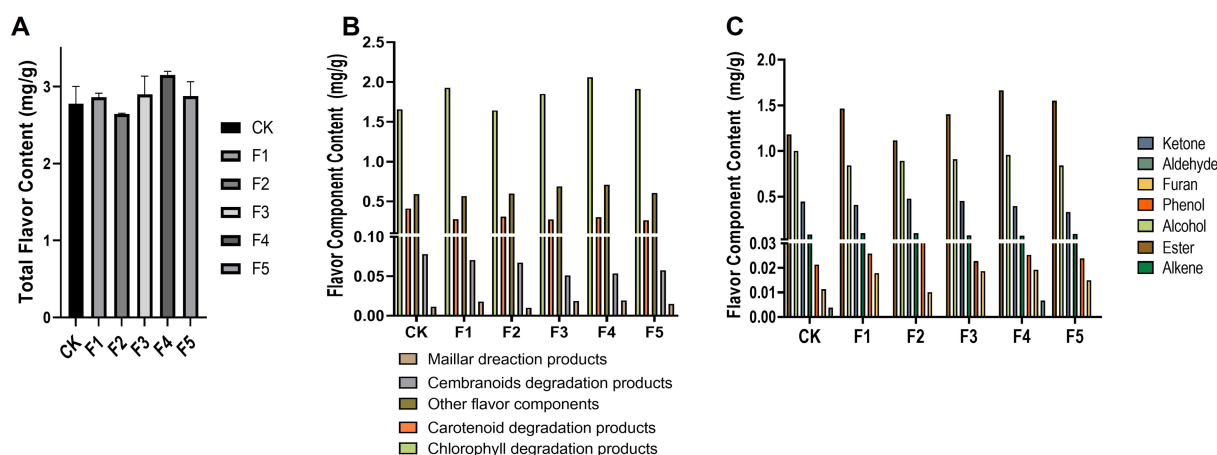 A
Total Flavor Content (mg/g)
3
2
1
0
CK
F1
F2
F3
F4
F5
CK
F1
F2
F3
F4
F5
B
Flavor Component Content (mg/g)
2.5
2.0
1.5
1.0
0.5
0.10
0.05
0.00
CK
F1
F2
F3
F4
F5
Maillar dreaction products
Cembranoids degradation products
Other flavor components
Carotenoid degradation products
Chlorophyll degradation products
C
Flavor Component Content (mg/g)
2.0
1.5
1.0
0.5
0.03
0.02
0.01
0.00
CK
F1
F2
F3
F4
F5
Ketone
Aldehyde
Furan
Phenol
Alcohol
Ester
Alkene